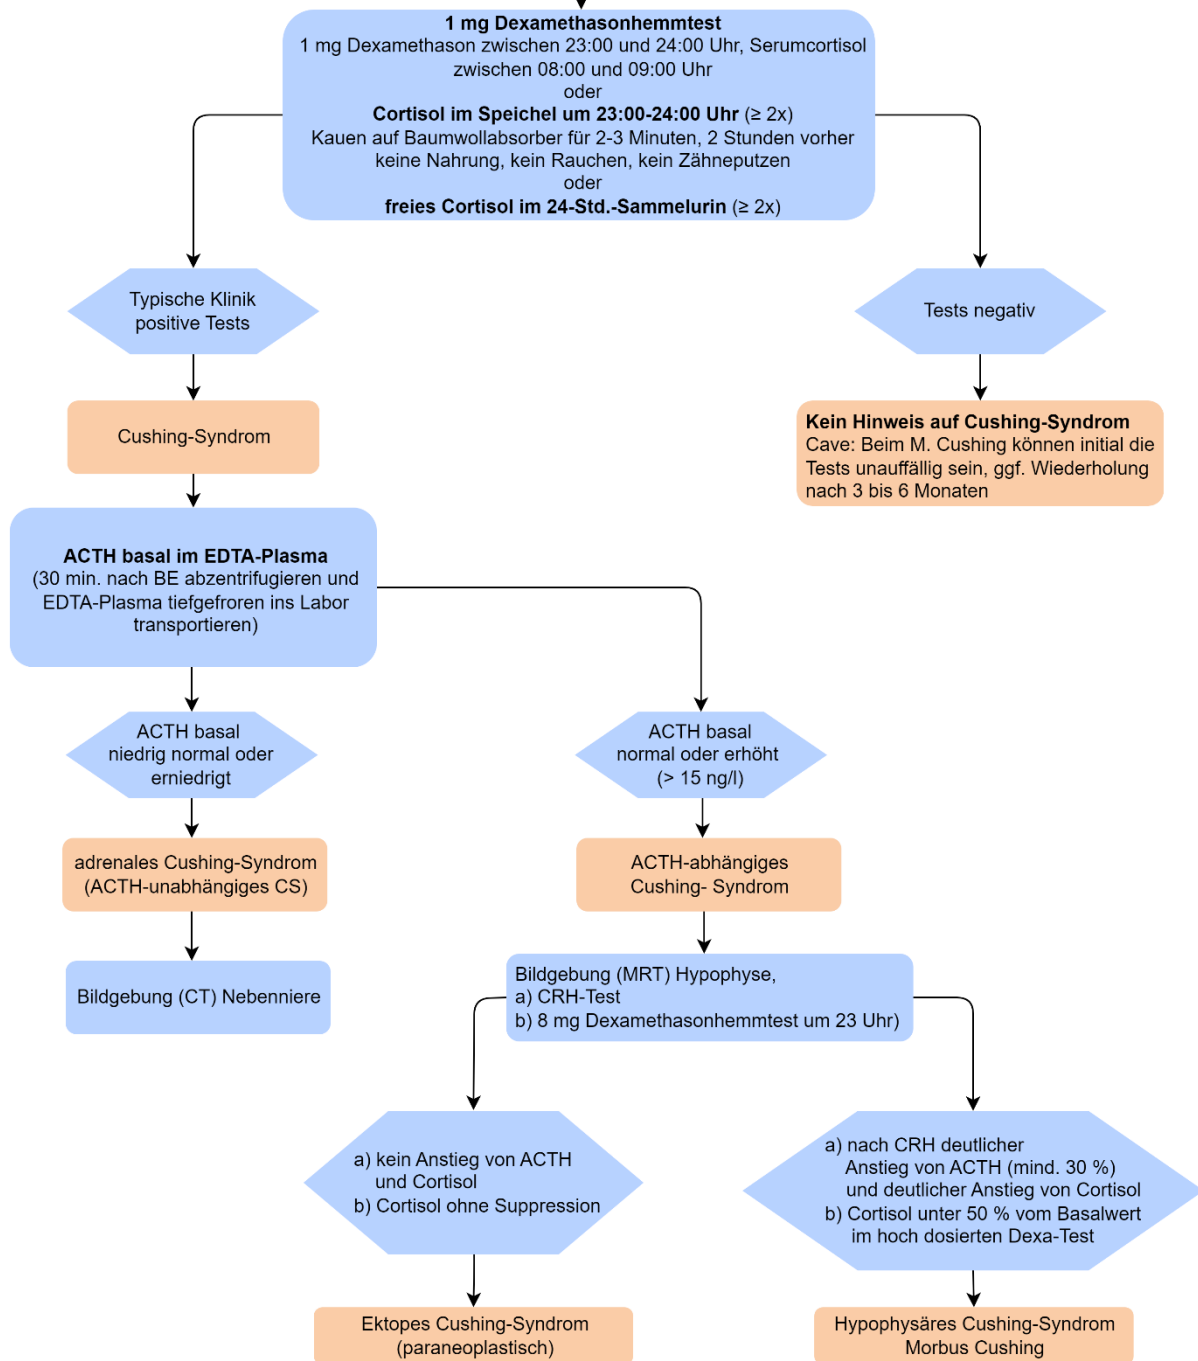 1 mg Dexamethasonhemmtest
1 mg Dexamethason zwischen 23:00 und 24:00 Uhr, Serumcortisol
zwischen 08:00 und 09:00 Uhr
oder
Cortisol im Speichel um 23:00-24:00 Uhr (≥ 2x)
Kauen auf Baumwollabsorber für 2-3 Minuten, 2 Stunden vorher
keine Nahrung, kein Rauchen, kein Zähneputzen
oder
freies Cortisol im 24-Std.-Sammelurin (≥ 2x)
Typische Klinik
positive Tests
Tests negativ
Cushing-Syndrom
Kein Hinweis auf Cushing-Syndrom
Cave: Beim M. Cushing können initial die
Tests unauffällig sein, ggf. Wiederholung
nach 3 bis 6 Monaten
ACTH basal im EDTA-Plasma
(30 min. nach BE abzentrifugieren und
EDTA-Plasma tiefgefroren ins Labor
transportieren)
ACTH basal
niedrig normal oder
erniedrigt
ACTH basal
normal oder erhöht
(> 15 ng/l)
adrenales Cushing-Syndrom
(ACTH-unabhängiges CS)
ACTH-abhängiges
Cushing- Syndrom
Bildgebung (CT) Nebenniere
Bildgebung (MRT) Hypophyse,
a) CRH-Test
b) 8 mg Dexamethasonhemmtest um 23 Uhr)
a) kein Anstieg von ACTH
und Cortisol
b) Cortisol ohne Suppression
a) nach CRH deutlicher
Anstieg von ACTH (mind. 30 %)
und deutlicher Anstieg von Cortisol
b) Cortisol unter 50 % vom Basalwert
im hoch dosierten Dexa-Test
Ektopes Cushing-Syndrom
(paraneoplastisch)
Hypophysäres Cushing-Syndrom
Morbus Cushing